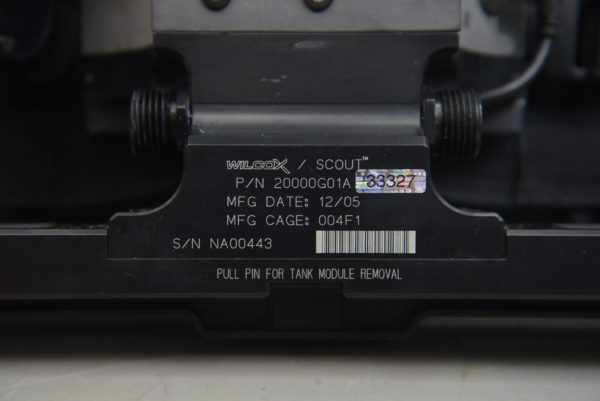 WILCOX / SCOUT™
P/N 20000G01A 33327
MFG DATE: 12/05
MFG CAGE: 004F1
S/N NA00443
PULL PIN FOR TANK MODULE REMOVAL